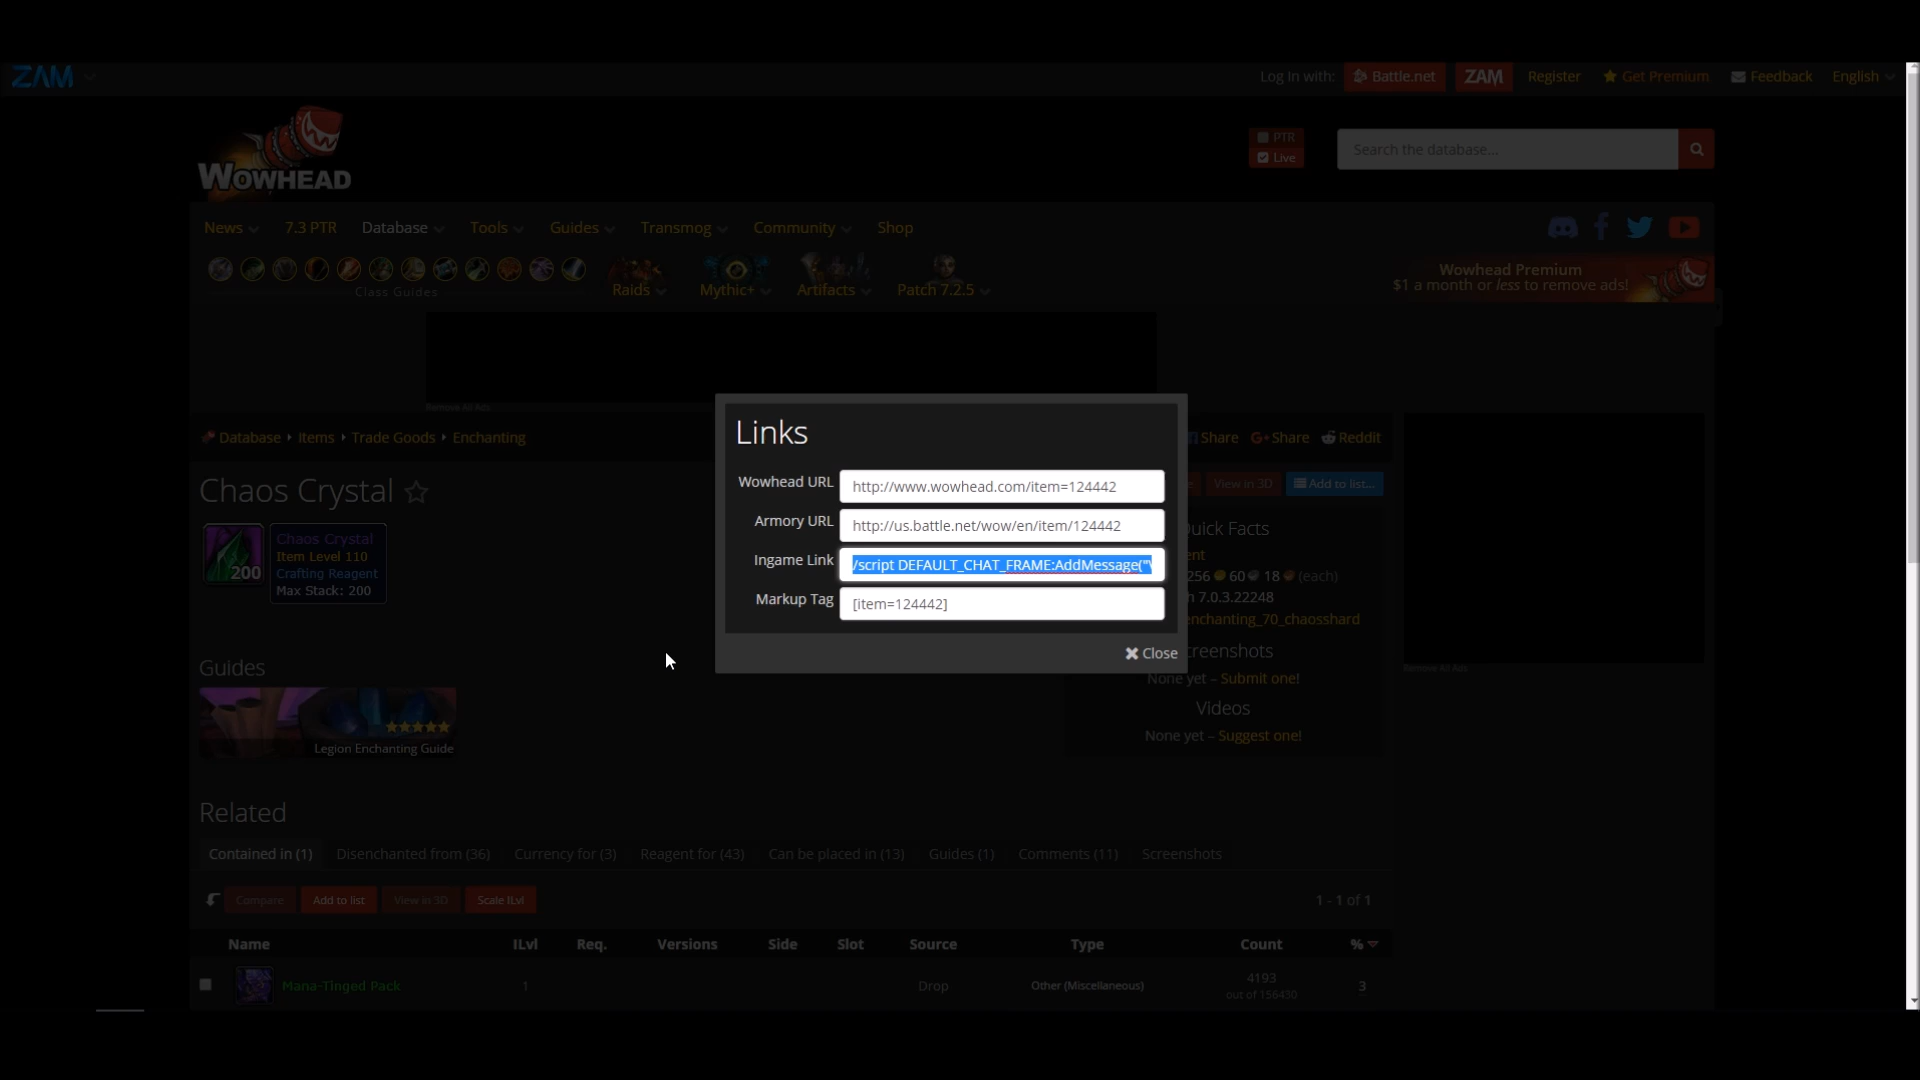 ZAM
Log In with: Battle.net ZAM Register Get Premium Feedback English
WOWHEAD
PTR
Live
Search the database...
News 7.3 PTR Database Tools Guides Transmog Community Shop
Class Guides
Raids Mythic+ Artifacts Patch 7.2.5
Wowhead Premium
$1 a month or less to remove ads!
Remove All Ads
Database Items Trade Goods Enchanting
Share G+ Share Reddit
Chaos Crystal
View in 3D Add to list...
200
Chaos Crystal
Item Level 110
Crafting Reagent
Max Stack: 200
Links
Wowhead URL http://www.wowhead.com/item=124442
Armory URL http://us.battle.net/wow/en/item/124442
Ingame Link /script DEFAULT_CHAT_FRAME:AddMessage("\
Markup Tag [item=124442]
Close
uick Facts
ent
256 60 18 (each)
h 7.0.3.22248
enchanting_70_chaosshard
creenshots
None yet – Submit one!
Videos
None yet – Suggest one!
Remove All Ads
Guides
Legion Enchanting Guide
Related
Contained in (1) Disenchanted from (36) Currency for (3) Reagent for (43) Can be placed in (13) Guides (1) Comments (11) Screenshots
Compare Add to list View in 3D Scale ILvl
1 - 1 of 1
Name ILvl Req. Versions Side Slot Source Type Count %
Mana-Tinged Pack 1 Drop Other (Miscellaneous) 4193 3
out of 156430